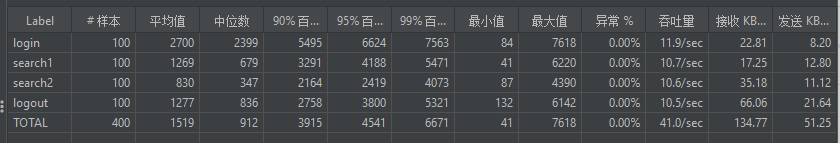 Label # 样本 平均值 中位数 90% 百... 95% 百... 99% 百... 最小值 最大值 异常 % 吞吐量 接收 KB... 发送 KB...
login 100 2700 2399 5495 6624 7563 84 7618 0.00% 11.9/sec 22.81 8.20
search1 100 1269 679 3291 4188 5471 41 6220 0.00% 10.7/sec 17.25 12.80
search2 100 830 347 2164 2419 4073 87 4390 0.00% 10.6/sec 35.18 11.12
logout 100 1277 836 2758 3800 5321 132 6142 0.00% 10.5/sec 66.06 21.64
TOTAL 400 1519 912 3915 4541 6671 41 7618 0.00% 41.0/sec 134.77 51.25